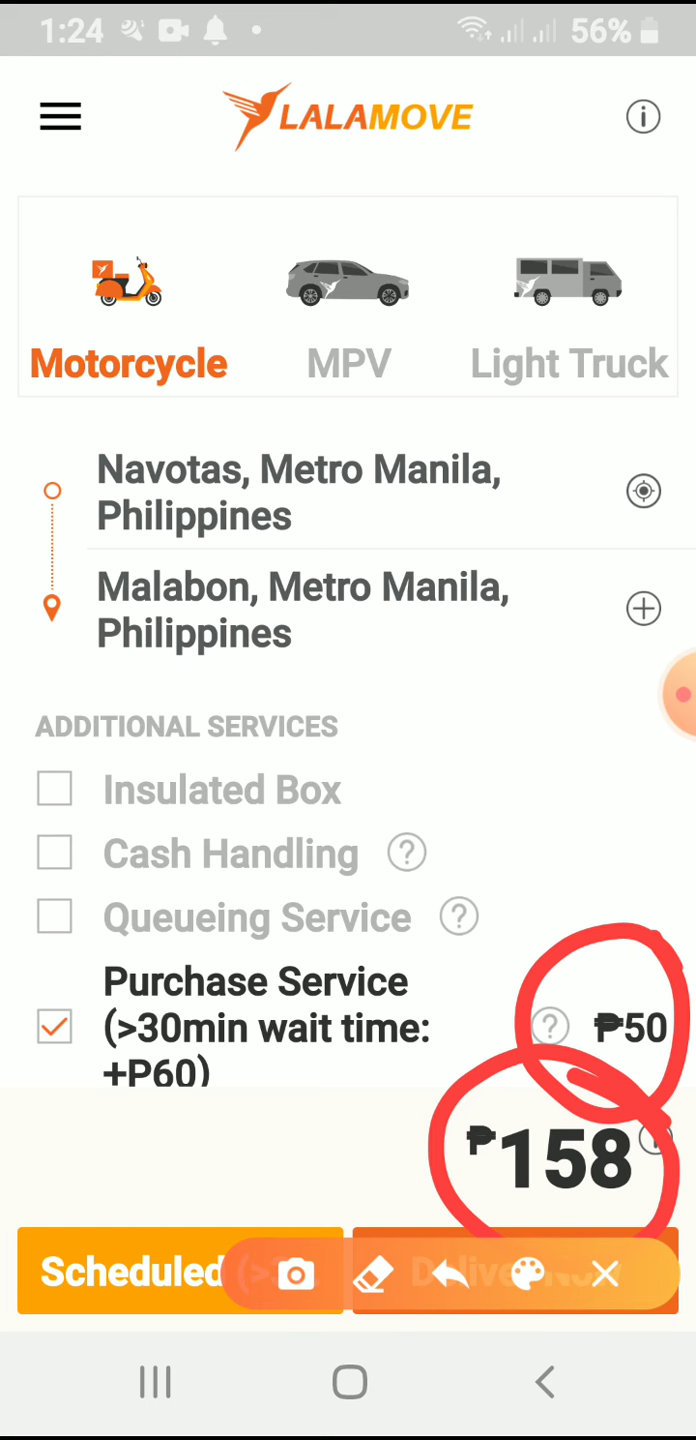 1:24
56%
LALAMOVE
Motorcycle
MPV
Light Truck
Navotas, Metro Manila,
Philippines
Malabon, Metro Manila,
Philippines
ADDITIONAL SERVICES
Insulated Box
Cash Handling
Queueing Service
Purchase Service
(>30min wait time:
+P60)
₱50
₱158
Scheduled